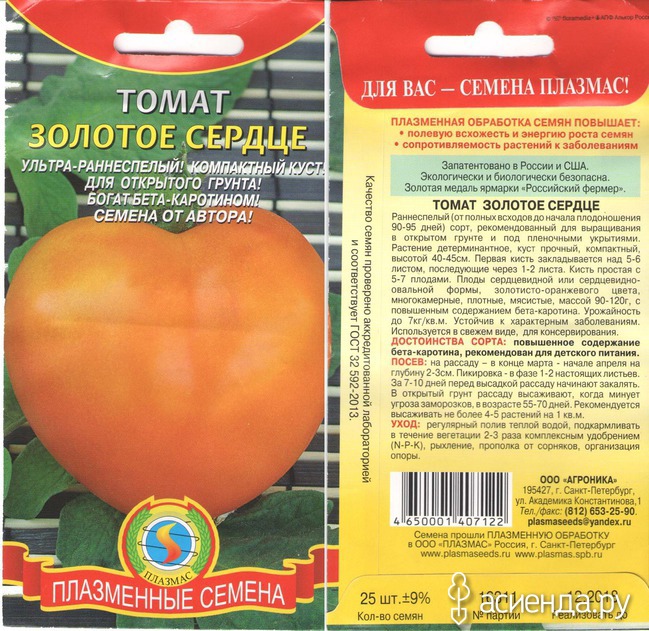 ТОМАТ
ЗОЛОТОЕ СЕРДЦЕ
УЛЬТРА-РАННЕСПЕЛЫЙ! КОМПАКТНЫЙ КУСТ!
ДЛЯ ОТКРЫТОГО ГРУНТА!
БОГАТ БЕТА-КАРОТИНОМ!
СЕМЕНА ОТ АВТОРА!
ПЛАЗМАС
ПЛАЗМЕННЫЕ СЕМЕНА
ДЛЯ ВАС — СЕМЕНА ПЛАЗМАС!
ПЛАЗМЕННАЯ ОБРАБОТКА СЕМЯН ПОВЫШАЕТ:
• полевую всхожесть и энергию роста семян
• сопротивляемость растений к заболеваниям
Запатентовано в России и США.
Экологически и биологически безопасна.
Золотая медаль ярмарки «Российский фермер».
Качество семян проверено аккредитованной лабораторией
и соответствует ГОСТ 32 592-2013.
ТОМАТ ЗОЛОТОЕ СЕРДЦЕ
Раннеспелый (от полных всходов до начала плодоношения
90-95 дней) сорт, рекомендованный для выращивания
в открытом грунте и под пленочными укрытиями.
Растение детерминантное, куст прочный, компактный,
высотой 40-45см. Первая кисть закладывается над 5-6
листом, последующие через 1-2 листа. Кисть простая с
5-7 плодами. Плоды сердцевидной или сердцевидно-
овальной формы, золотисто-оранжевого цвета,
многокамерные, плотные, мясистые, массой 90-120г, с
повышенным содержанием бета-каротина. Урожайность
до 7кг/кв.м. Устойчив к характерным заболеваниям.
Используется в свежем виде, для консервирования.
ДОСТОИНСТВА СОРТА: повышенное содержание
бета-каротина, рекомендован для детского питания.
ПОСЕВ: на рассаду – в конце марта - начале апреля на
глубину 2-3см. Пикировка - в фазе 1-2 настоящих листьев.
За 7-10 дней перед высадкой рассаду начинают закалять.
В открытый грунт рассаду высаживают, когда минует
угроза заморозков, в возрасте 55-70 дней. Рекомендуется
высаживать не более 4-5 растений на 1 кв.м.
УХОД: регулярный полив теплой водой, подкармливать
в течение вегетации 2-3 раза комплексным удобрением
(N-P-K), рыхление, прополка от сорняков, организация
опоры.
4 650001 407122
ООО «АГРОНИКА»
195427, г. Санкт-Петербург,
ул. Академика Константинова,1
Тел./факс: (812) 653-25-90.
plasmaseeds@yandex.ru
Семена прошли ПЛАЗМЕННУЮ ОБРАБОТКУ
в ООО «ПЛАЗМАС» Россия, г. Санкт-Петербург
www.plasmaseeds.ru / www.plasmas.spb.ru
25 шт.±9%
12.2018
Кол-во семян
№ партии
Реализовать до
асиенда.ру